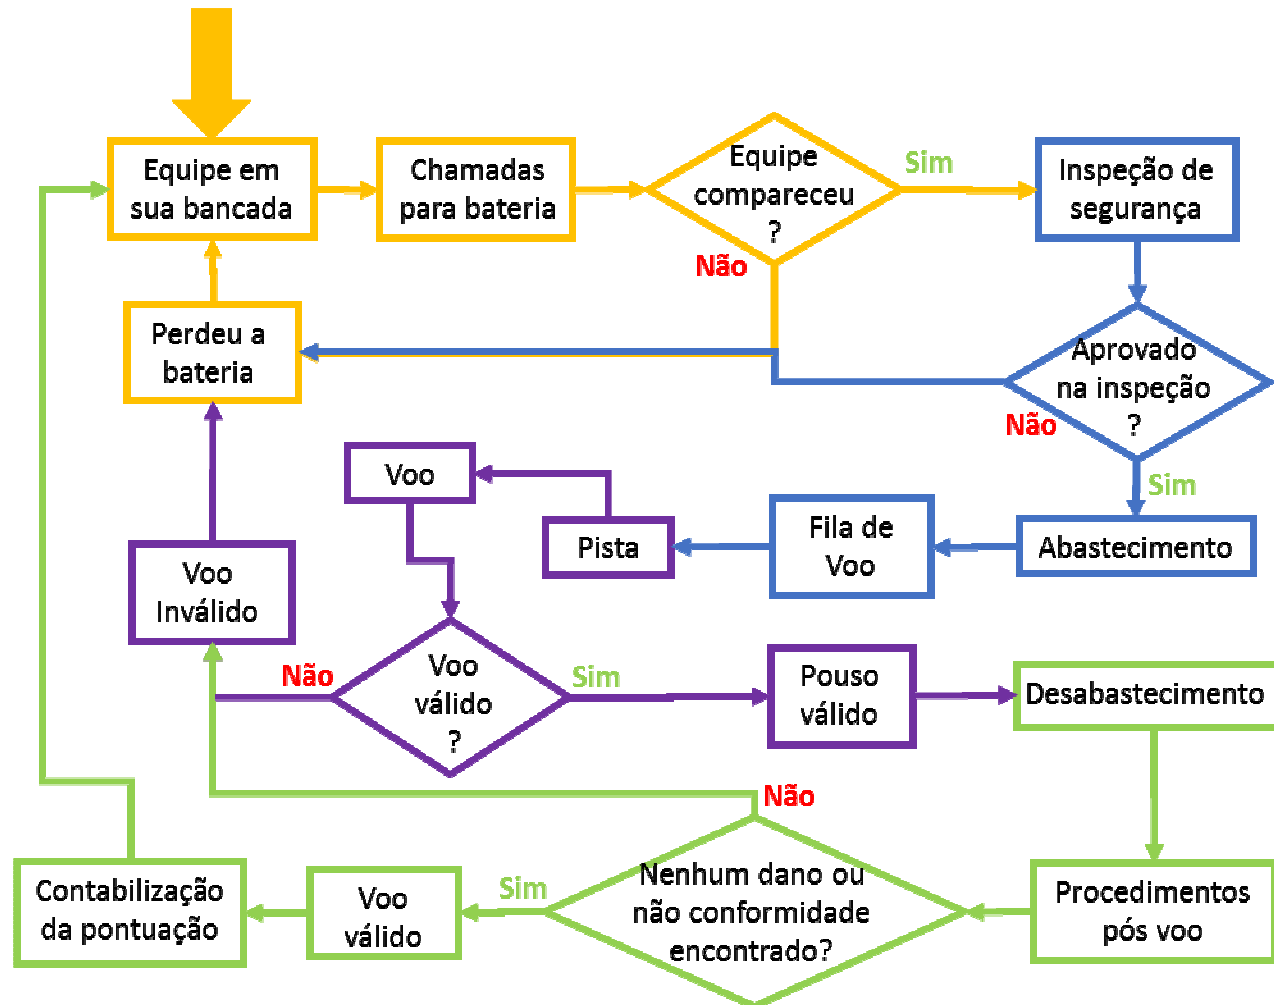 Equipe em
sua bancada
Chamadas
para bateria
Equipe
compareceu
?
Sim
Não
Inspeção de
segurança
Perdeu a
bateria
Aprovado
na inspeção
?
Não
Sim
Voo
Pista
Fila de
Voo
Abastecimento
Voo
Inválido
Não
Voo
válido
?
Sim
Pouso
válido
Desabastecimento
Não
Contabilização
da pontuação
Voo
válido
Sim
Nenhum dano ou
não conformidade
encontrado?
Procedimentos
pós voo